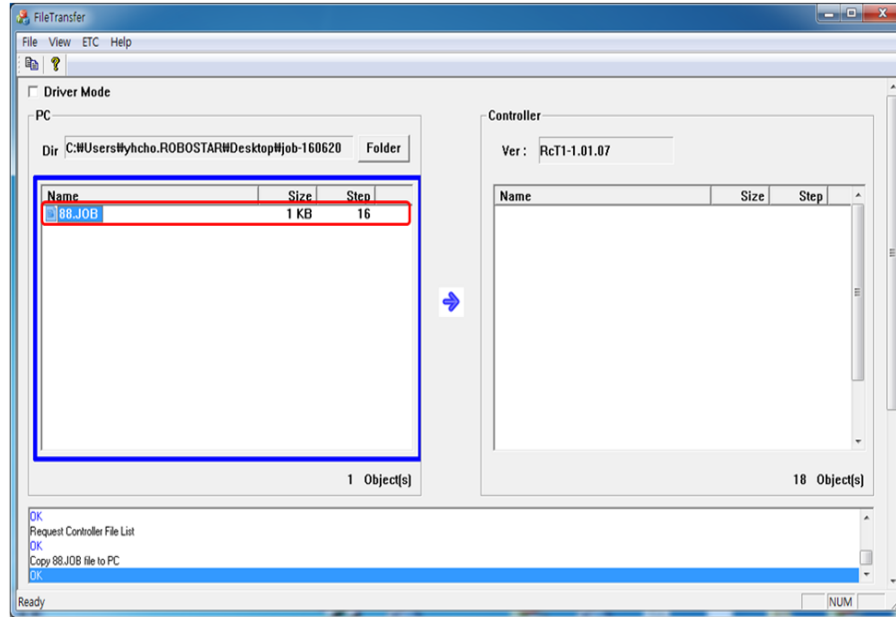 FileTransfer
File View ETC Help
Driver Mode
PC
Dir C:₩Users₩yhcho.ROBOSTAR₩Desktop₩job-160620 Folder
Name Size Step
88.JOB 1 KB 16
1 Object(s)
Controller
Ver : RcT1-1.01.07
Name Size Step
18 Object(s)
OK
Request Controller File List
OK
Copy 88.JOB file to PC
OK
Ready NUM